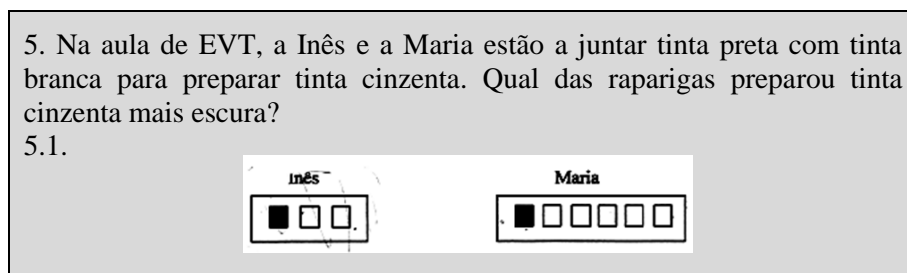 5. Na aula de EVT, a Inês e a Maria estão a juntar tinta preta com tinta
branca para preparar tinta cinzenta. Qual das raparigas preparou tinta
cinzenta mais escura?
5.1.
Inês Maria